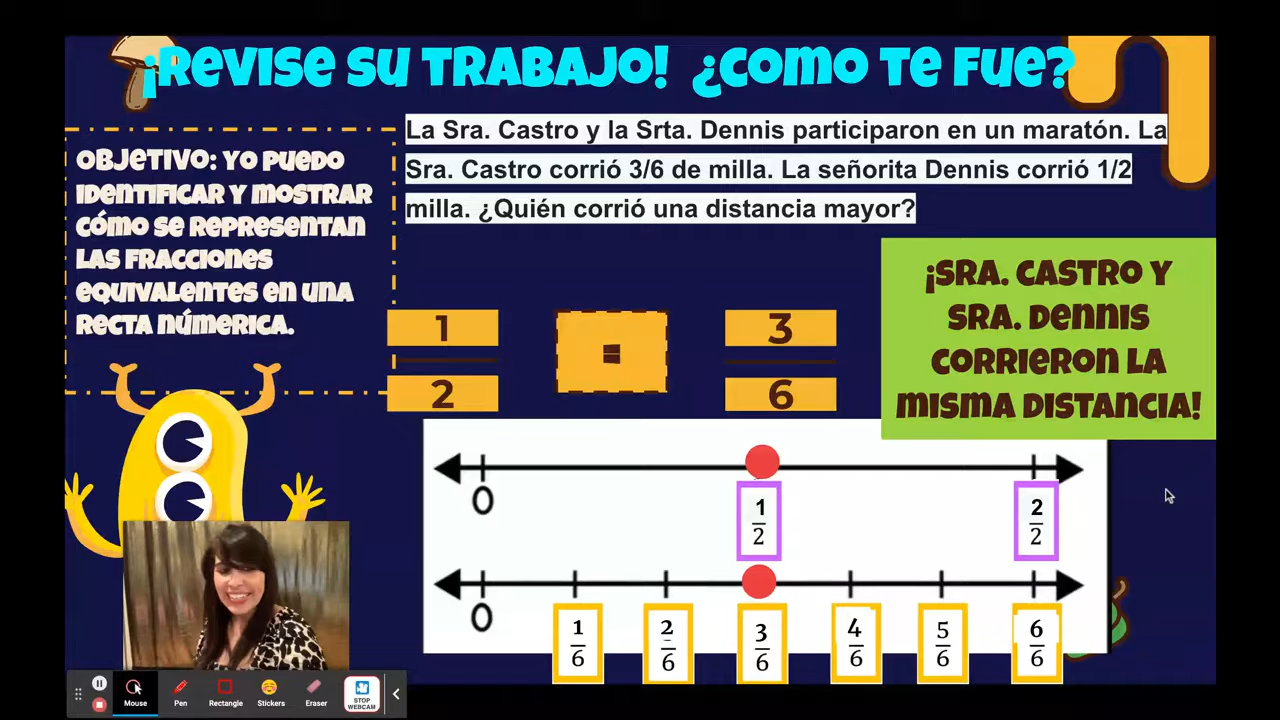 ¡Revise su trabajo! ¿Como te fue?
Objetivo: Yo puedo
identificar y mostrar
cómo se representan
las fracciones
equivalentes en una
recta númerica.
La Sra. Castro y la Srta. Dennis participaron en un maratón. La
Sra. Castro corrió 3/6 de milla. La señorita Dennis corrió 1/2
milla. ¿Quién corrió una distancia mayor?
1/2 = 3/6
¡Sra. Castro y
Sra. Dennis
corrieron la
misma distancia!
0 1/2 2/2
0 1/6 2/6 3/6 4/6 5/6 6/6
Mouse Pen Rectangle Stickers Eraser STOP WEBCAM